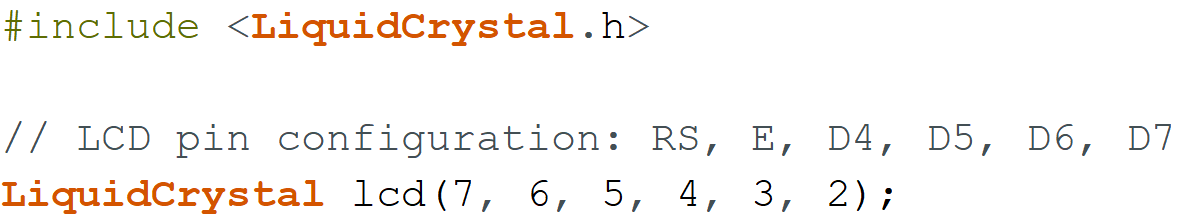 #include <LiquidCrystal.h>
// LCD pin configuration: RS, E, D4, D5, D6, D7
LiquidCrystal lcd(7, 6, 5, 4, 3, 2);